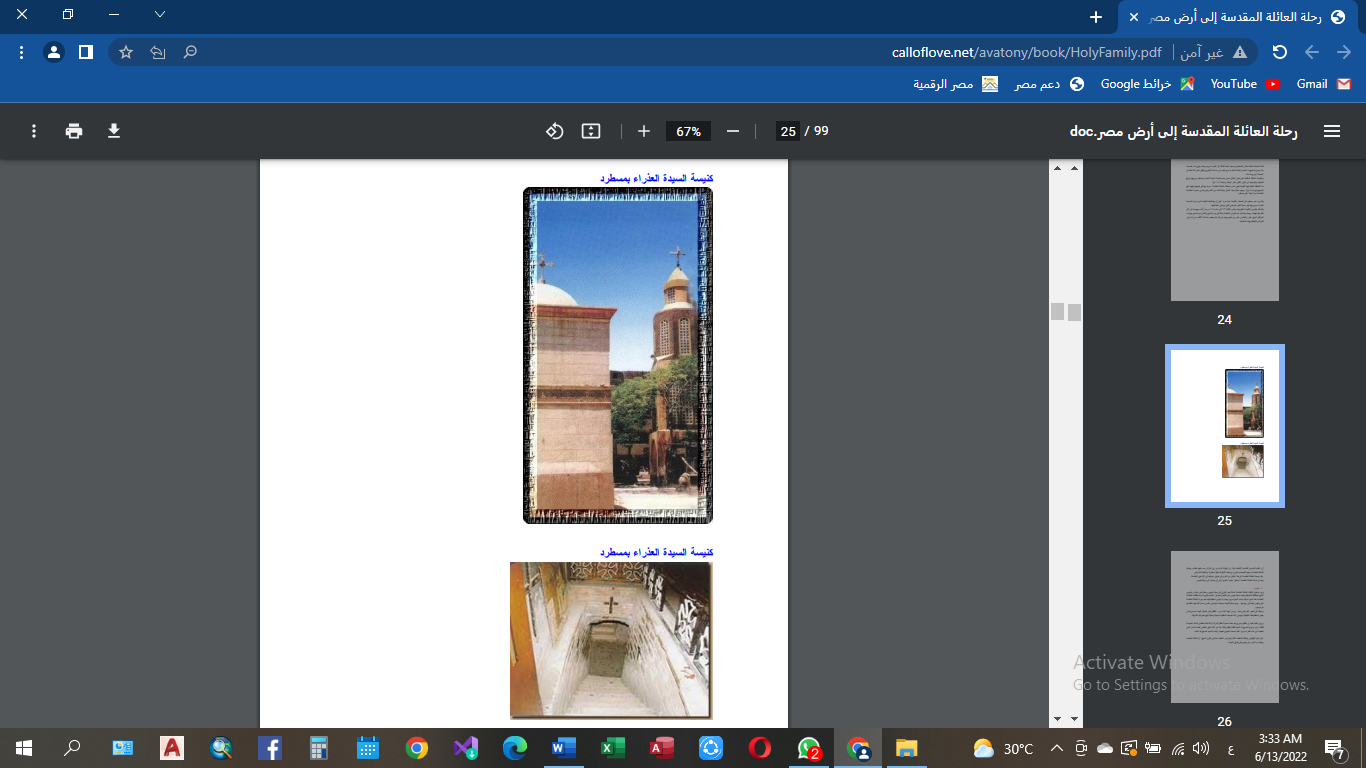 رحلة العائلة المقدسة إلى أرض مصر
غير آمن
calloflove.net/avatony/book/HolyFamily.pdf
Gmail
YouTube
خرائط Google
دعم مصر
مصر الرقمية
رحلة العائلة المقدسة إلى أرض مصر.doc
25 / 99
67%
كنيسة السيدة العذراء بمسطرد
كنيسة السيدة العذراء بمسطرد
24
25
26
Activate Windows
Go to Settings to activate Windows.
2
30°C
ع
3:33 AM
6/13/2022
7